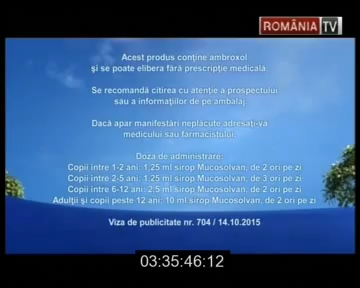 ROMÂNIA TV
Acest produs conține ambroxol
și se poate elibera fără prescripție medicală.
Se recomandă citirea cu atenție a prospectului
sau a informațiilor de pe ambalaj.
Dacă apar manifestări neplăcute adresați-vă
medicului sau farmacistului.
Doza de administrare:
Copii între 1-2 ani: 1,25 ml sirop Mucosolvan, de 2 ori pe zi
Copii între 2-5 ani: 1,25 ml sirop Mucosolvan, de 3 ori pe zi
Copii între 6-12 ani: 2,5 ml sirop Mucosolvan, de 2 ori pe zi
Adulții și copii peste 12 ani: 10 ml sirop Mucosolvan, de 2 ori pe zi
Viza de publicitate nr. 704 / 14.10.2015
03:35:46:12